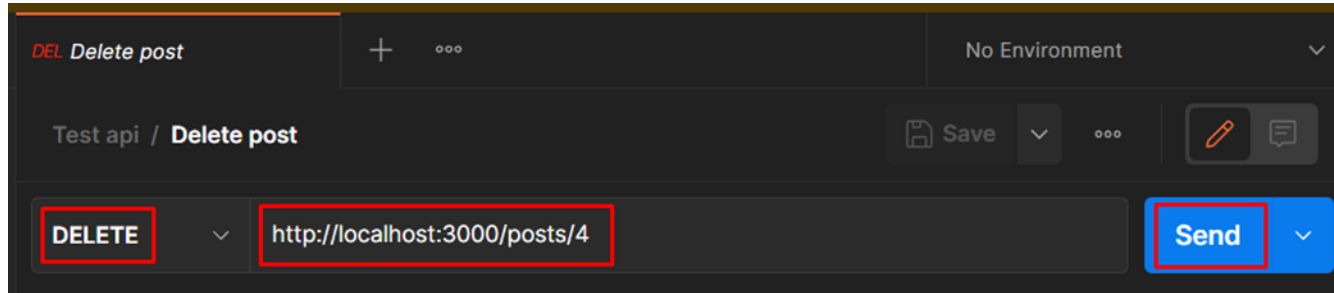 DEL Delete post
No Environment
Test api / Delete post
Save
DELETE http://localhost:3000/posts/4 Send